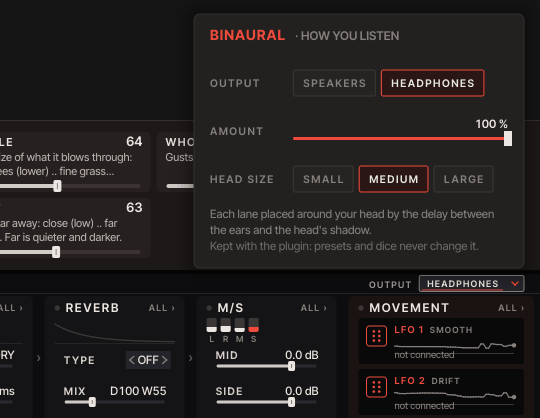 BINAURAL · HOW YOU LISTEN
OUTPUT SPEAKERS HEADPHONES
100 %
AMOUNT
HEAD SIZE SMALL MEDIUM LARGE
Each lane placed around your head by the delay between
the ears and the head's shadow.
Kept with the plugin: presets and dice never change it.
LE 64
ize of what it blows through:
ees (lower) .. fine grass...
WHO
Gusts
63
ar away: close (low) .. far
. Far is quieter and darker.
OUTPUT HEADPHONES
ALL ›
REVERB ALL ›
M/S ALL ›
MOVEMENT ALL ›
L R M S
LFO 1 SMOOTH
not connected
RY
TYPE < OFF >
MID 0.0 dB
LFO 2 DRIFT
not connected
ms
MIX D100 W55
SIDE 0.0 dB